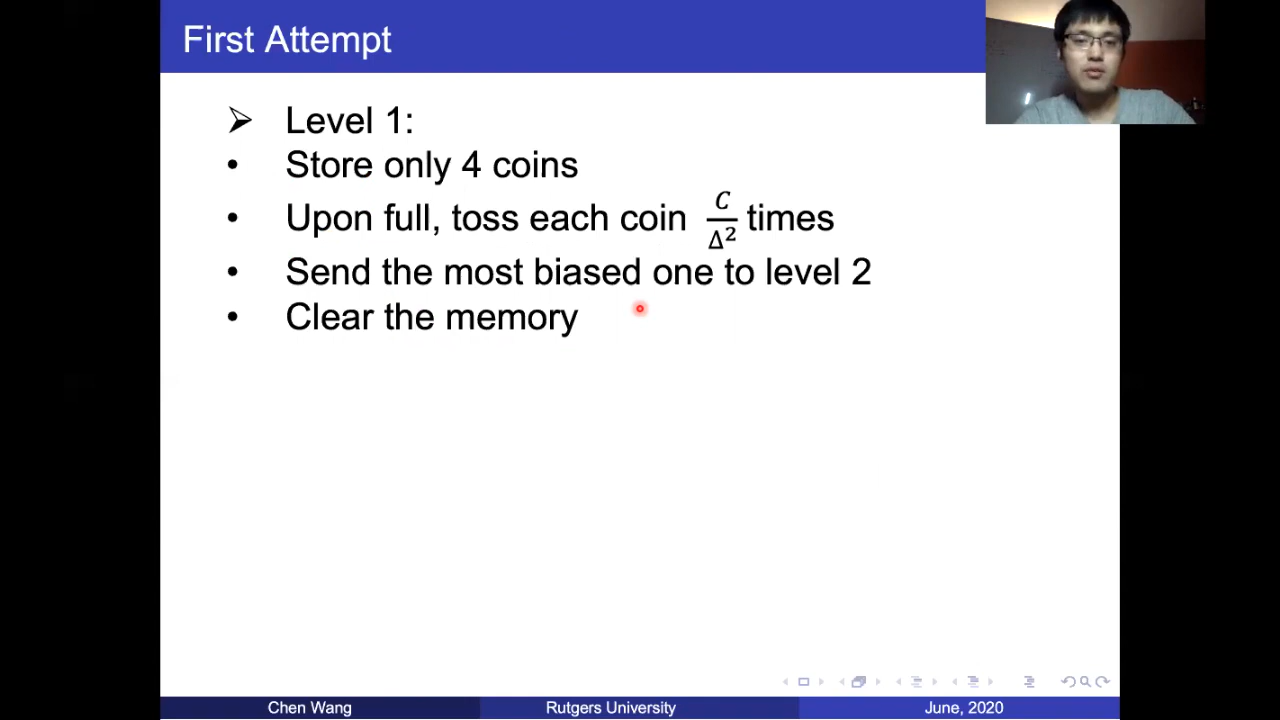 First Attempt
➢ Level 1:
• Store only 4 coins
• Upon full, toss each coin C/Δ² times
• Send the most biased one to level 2
• Clear the memory
Chen Wang Rutgers University June, 2020